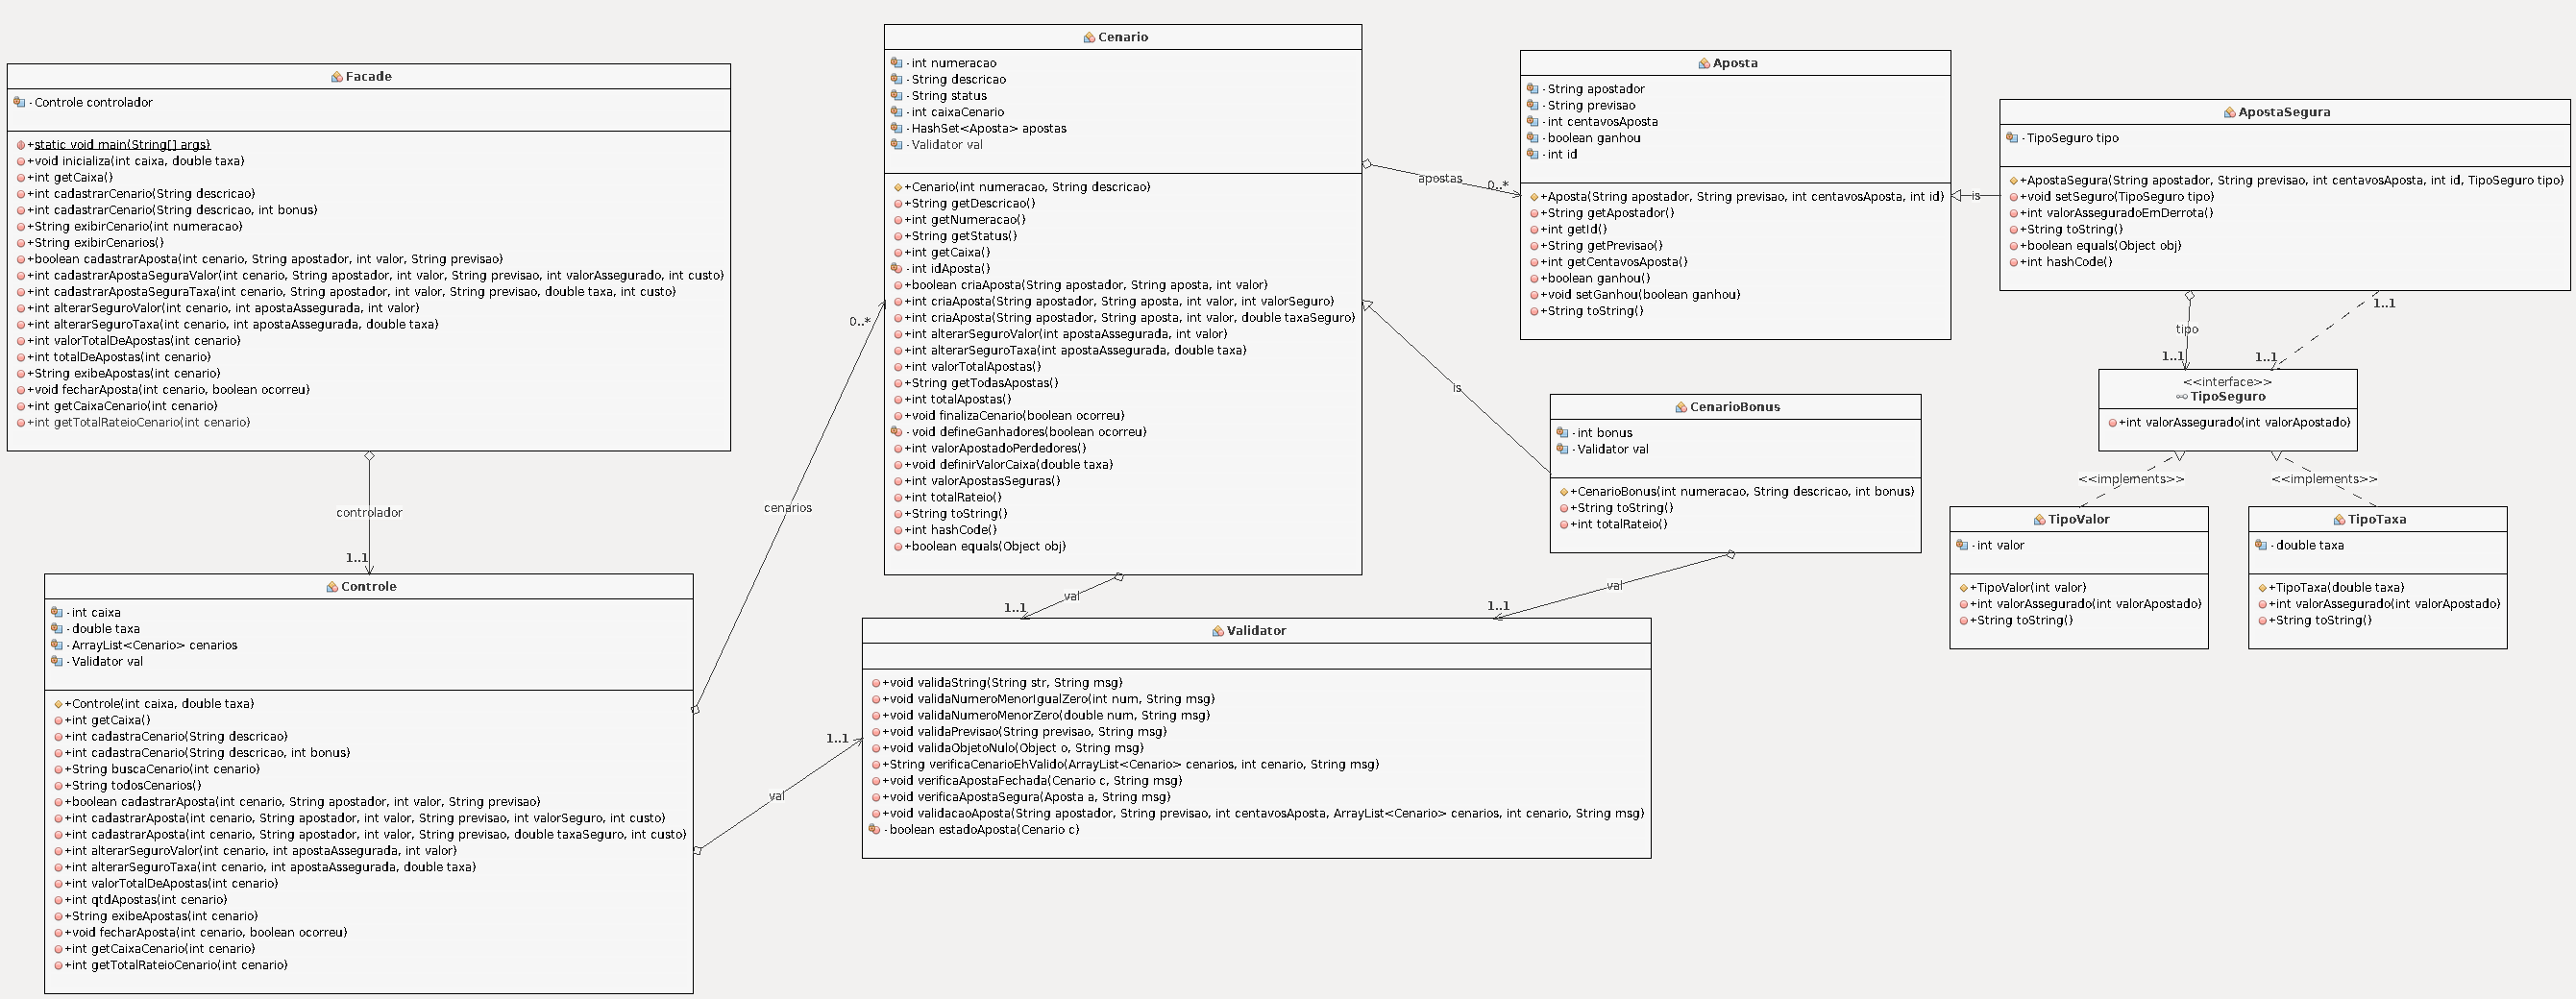 Facade
- Controle controlador
+static void main(String[] args)
+void inicializa(int caixa, double taxa)
+int getCaixa()
+int cadastrarCenario(String descricao)
+int cadastrarCenario(String descricao, int bonus)
+String exibirCenario(int numeracao)
+String exibirCenarios()
+boolean cadastrarAposta(int cenario, String apostador, int valor, String previsao)
+int cadastrarApostaSeguraValor(int cenario, String apostador, int valor, String previsao, int valorAssegurado, int custo)
+int cadastrarApostaSeguraTaxa(int cenario, String apostador, int valor, String previsao, double taxa, int custo)
+int alterarSeguroValor(int cenario, int apostaAssegurada, int valor)
+int alterarSeguroTaxa(int cenario, int apostaAssegurada, double taxa)
+int valorTotalDeApostas(int cenario)
+int totalDeApostas(int cenario)
+String exibeApostas(int cenario)
+void fecharAposta(int cenario, boolean ocorreu)
+int getCaixaCenario(int cenario)
+int getTotalRateioCenario(int cenario)
controlador
1..1
Controle
- int caixa
- double taxa
- ArrayList<Cenario> cenarios
- Validator val
+Controle(int caixa, double taxa)
+int getCaixa()
+int cadastraCenario(String descricao)
+int cadastraCenario(String descricao, int bonus)
+String buscaCenario(int cenario)
+String todosCenarios()
+boolean cadastrarAposta(int cenario, String apostador, int valor, String previsao)
+int cadastrarAposta(int cenario, String apostador, int valor, String previsao, int valorSeguro, int custo)
+int cadastrarAposta(int cenario, String apostador, int valor, String previsao, double taxaSeguro, int custo)
+int alterarSeguroValor(int cenario, int apostaAssegurada, int valor)
+int alterarSeguroTaxa(int cenario, int apostaAssegurada, double taxa)
+int valorTotalDeApostas(int cenario)
+int qtdApostas(int cenario)
+String exibeApostas(int cenario)
+void fecharAposta(int cenario, boolean ocorreu)
+int getCaixaCenario(int cenario)
+int getTotalRateioCenario(int cenario)
0..*
cenarios
1..1
val
Cenario
- int numeracao
- String descricao
- String status
- int caixaCenario
- HashSet<Aposta> apostas
- Validator val
+Cenario(int numeracao, String descricao)
+String getDescricao()
+int getNumeracao()
+String getStatus()
+int getCaixa()
- int idAposta()
+boolean criaAposta(String apostador, String aposta, int valor)
+int criaAposta(String apostador, String aposta, int valor, int valorSeguro)
+int criaAposta(String apostador, String aposta, int valor, double taxaSeguro)
+int alterarSeguroValor(int apostaAssegurada, int valor)
+int alterarSeguroTaxa(int apostaAssegurada, double taxa)
+int valorTotalApostas()
+String getTodasApostas()
+int totalApostas()
+void finalizaCenario(boolean ocorreu)
- void defineGanhadores(boolean ocorreu)
+int valorApostadoPerdedores()
+void definirValorCaixa(double taxa)
+int valorApostasSeguras()
+int totalRateio()
+String toString()
+int hashCode()
+boolean equals(Object obj)
val
1..1
Validator
+void validaString(String str, String msg)
+void validaNumeroMenorIgualZero(int num, String msg)
+void validaNumeroMenorZero(double num, String msg)
+void validaPrevisao(String previsao, String msg)
+void validaObjetoNulo(Object o, String msg)
+String verificaCenarioEhValido(ArrayList<Cenario> cenarios, int cenario, String msg)
+void verificaApostaFechada(Cenario c, String msg)
+void verificaApostaSegura(Aposta a, String msg)
+void validacaoAposta(String apostador, String previsao, int centavosAposta, ArrayList<Cenario> cenarios, int cenario, String msg)
- boolean estadoAposta(Cenario c)
apostas
0..*
Aposta
- String apostador
- String previsao
- int centavosAposta
- boolean ganhou
- int id
+Aposta(String apostador, String previsao, int centavosAposta, int id)
+String getApostador()
+int getId()
+String getPrevisao()
+int getCentavosAposta()
+boolean ganhou()
+void setGanhou(boolean ganhou)
+String toString()
is
CenarioBonus
- int bonus
- Validator val
+CenarioBonus(int numeracao, String descricao, int bonus)
+String toString()
+int totalRateio()
val
1..1
is
ApostaSegura
- TipoSeguro tipo
+ApostaSegura(String apostador, String previsao, int centavosAposta, int id, TipoSeguro tipo)
+void setSeguro(TipoSeguro tipo)
+int valorAsseguradoEmDerrota()
+String toString()
+boolean equals(Object obj)
+int hashCode()
1..1
tipo
1..1
1..1
<<interface>>
TipoSeguro
+int valorAssegurado(int valorApostado)
<<implements>>
<<implements>>
TipoValor
- int valor
+TipoValor(int valor)
+int valorAssegurado(int valorApostado)
+String toString()
TipoTaxa
- double taxa
+TipoTaxa(double taxa)
+int valorAssegurado(int valorApostado)
+String toString()